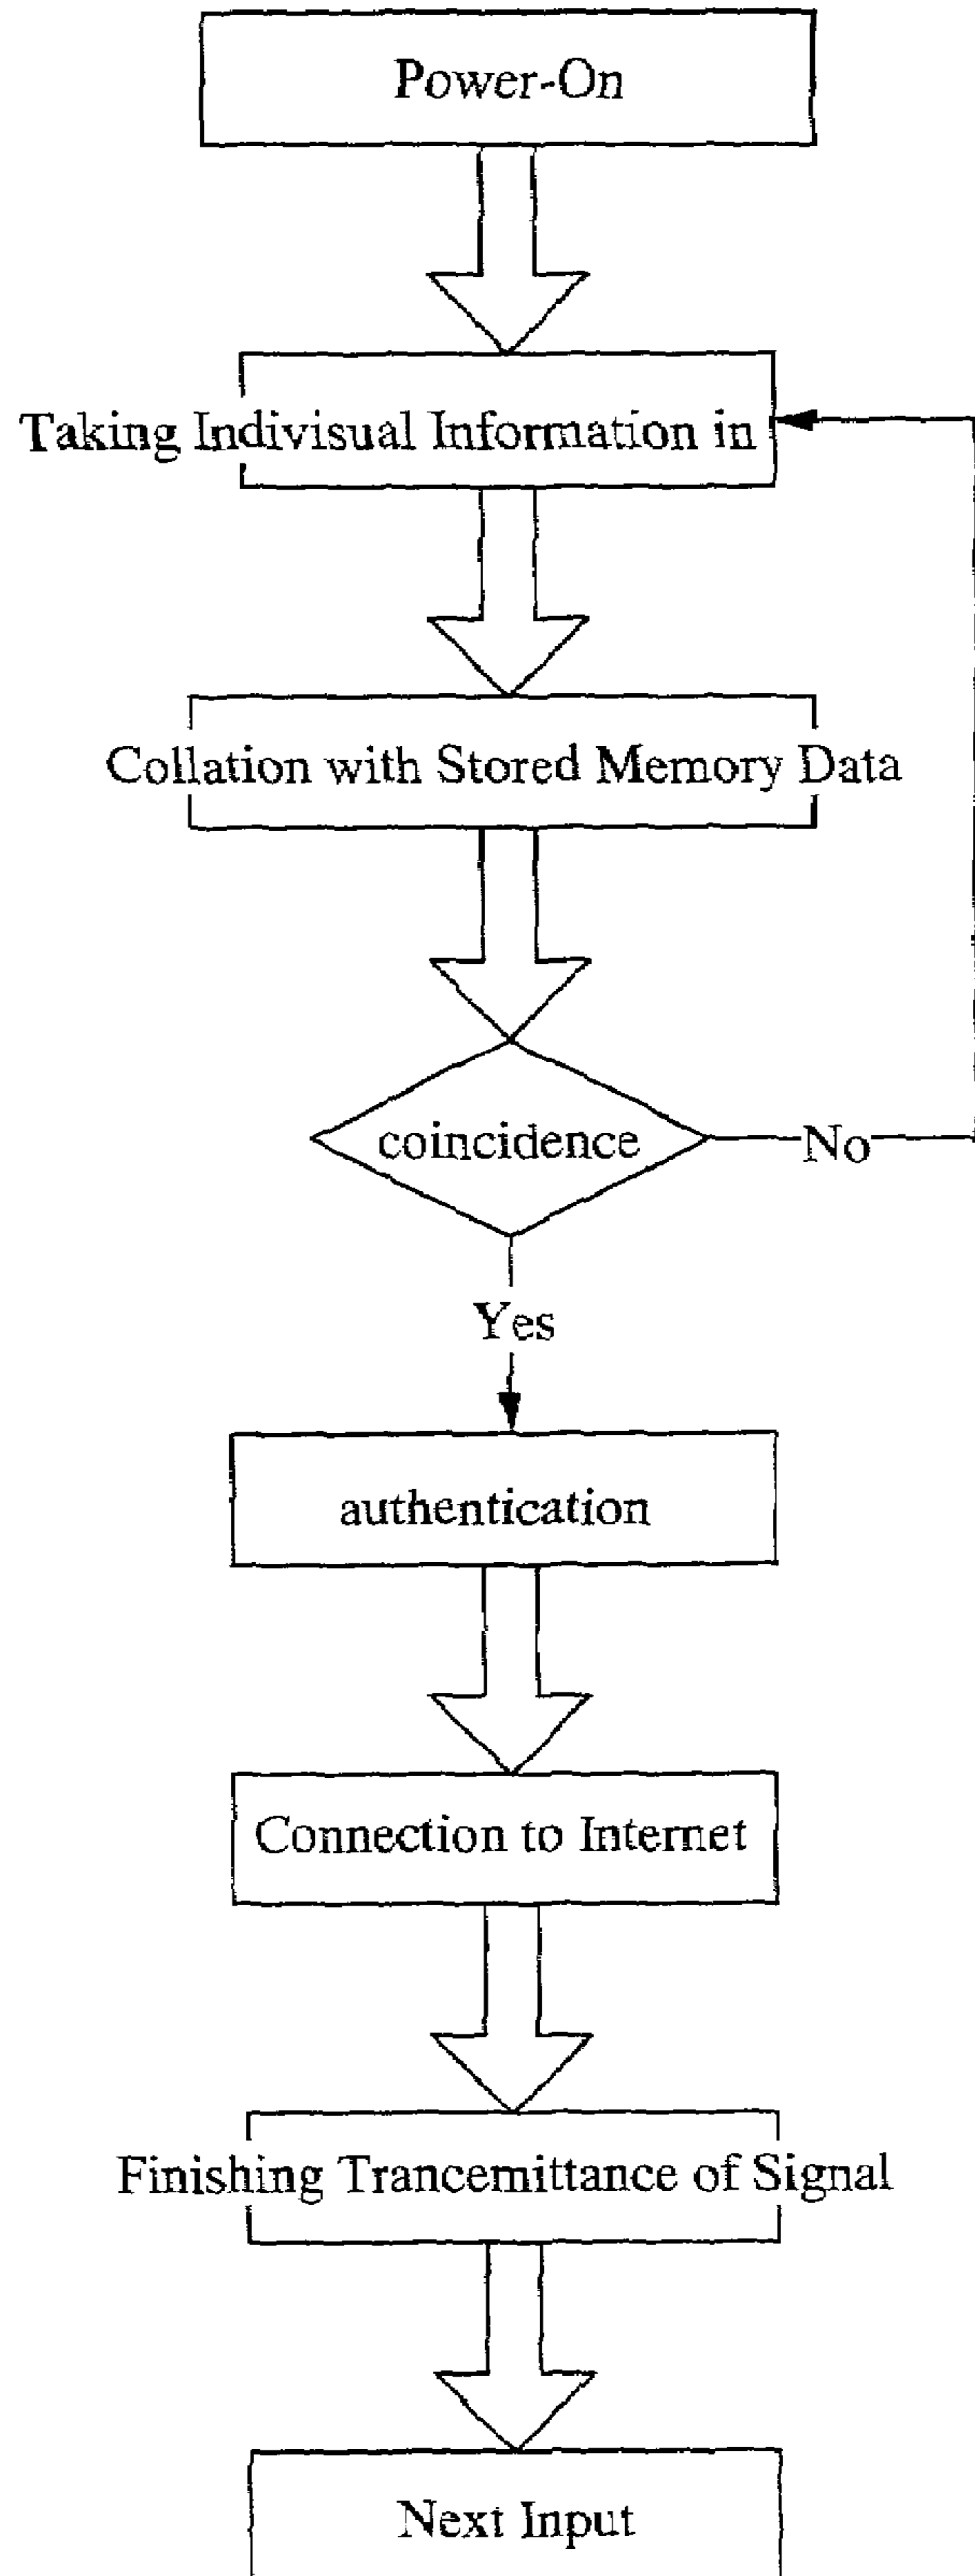 Power-On
Taking Indivisual Information in
Collation with Stored Memory Data
coincidence
No
Yes
authentication
Connection to Internet
Finishing Trancemittance of Signal
Next Input